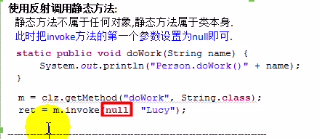 使用反射调用静态方法:
静态方法不属于任何对象,静态方法属于类本身.
此时把invoke方法的第一个参数设置为null即可.
static public void doWork(String name) {
System.out.println("Person.doWork()" + name);
}
m = clz.getMethod("doWork", String.class);
ret = m.invoke(null, "Lucy");